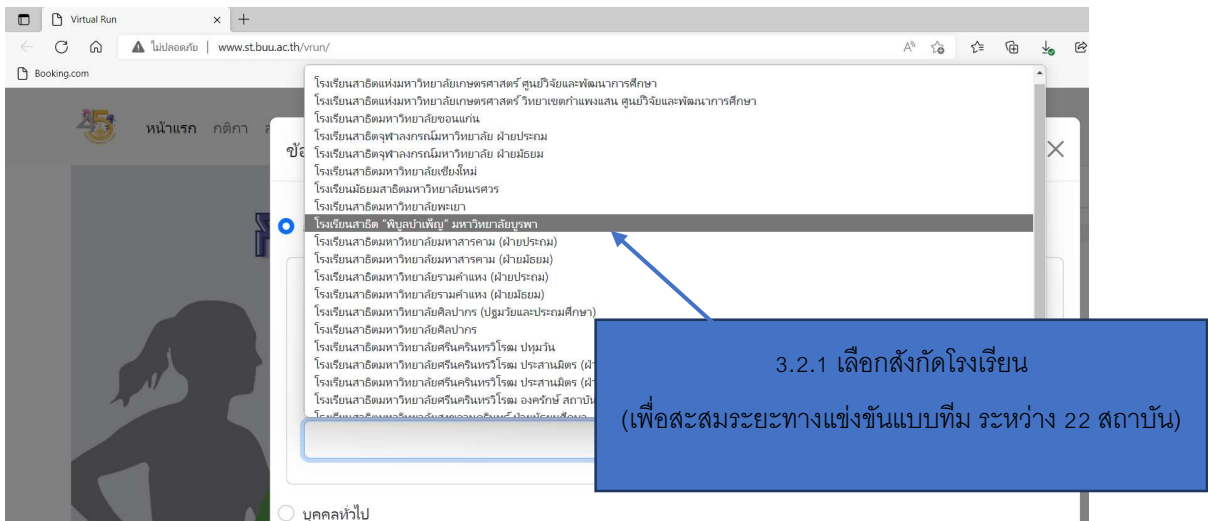 Virtual Run
ไม่ปลอดภัย | www.st.buu.ac.th/vrun/
Booking.com
หน้าแรก กติกา
โรงเรียนสาธิตแห่งมหาวิทยาลัยเกษตรศาสตร์ ศูนย์วิจัยและพัฒนาการศึกษา
โรงเรียนสาธิตแห่งมหาวิทยาลัยเกษตรศาสตร์ วิทยาเขตกำแพงแสน ศูนย์วิจัยและพัฒนาการศึกษา
โรงเรียนสาธิตมหาวิทยาลัยขอนแก่น
โรงเรียนสาธิตจุฬาลงกรณ์มหาวิทยาลัย ฝ่ายประถม
โรงเรียนสาธิตจุฬาลงกรณ์มหาวิทยาลัย ฝ่ายมัธยม
โรงเรียนสาธิตมหาวิทยาลัยเชียงใหม่
โรงเรียนมัธยมสาธิตมหาวิทยาลัยนเรศวร
โรงเรียนสาธิตมหาวิทยาลัยพะเยา
โรงเรียนสาธิต "พิบูลบำเพ็ญ" มหาวิทยาลัยบูรพา
โรงเรียนสาธิตมหาวิทยาลัยมหาสารคาม (ฝ่ายประถม)
โรงเรียนสาธิตมหาวิทยาลัยมหาสารคาม (ฝ่ายมัธยม)
โรงเรียนสาธิตมหาวิทยาลัยรามคำแหง (ฝ่ายประถม)
โรงเรียนสาธิตมหาวิทยาลัยรามคำแหง (ฝ่ายมัธยม)
โรงเรียนสาธิตมหาวิทยาลัยศิลปากร (ปฐมวัยและประถมศึกษา)
โรงเรียนสาธิตมหาวิทยาลัยศิลปากร
โรงเรียนสาธิตมหาวิทยาลัยศรีนครินทรวิโรฒ ปทุมวัน
โรงเรียนสาธิตมหาวิทยาลัยศรีนครินทรวิโรฒ ประสานมิตร (ฝ่
โรงเรียนสาธิตมหาวิทยาลัยศรีนครินทรวิโรฒ ประสานมิตร (ฝ่
โรงเรียนสาธิตมหาวิทยาลัยศรีนครินทรวิโรฒ องครักษ์ สถาบัน
3.2.1 เลือกสังกัดโรงเรียน
(เพื่อสะสมระยะทางแข่งขันแบบทีม ระหว่าง 22 สถาบัน)
บุคคลทั่วไป